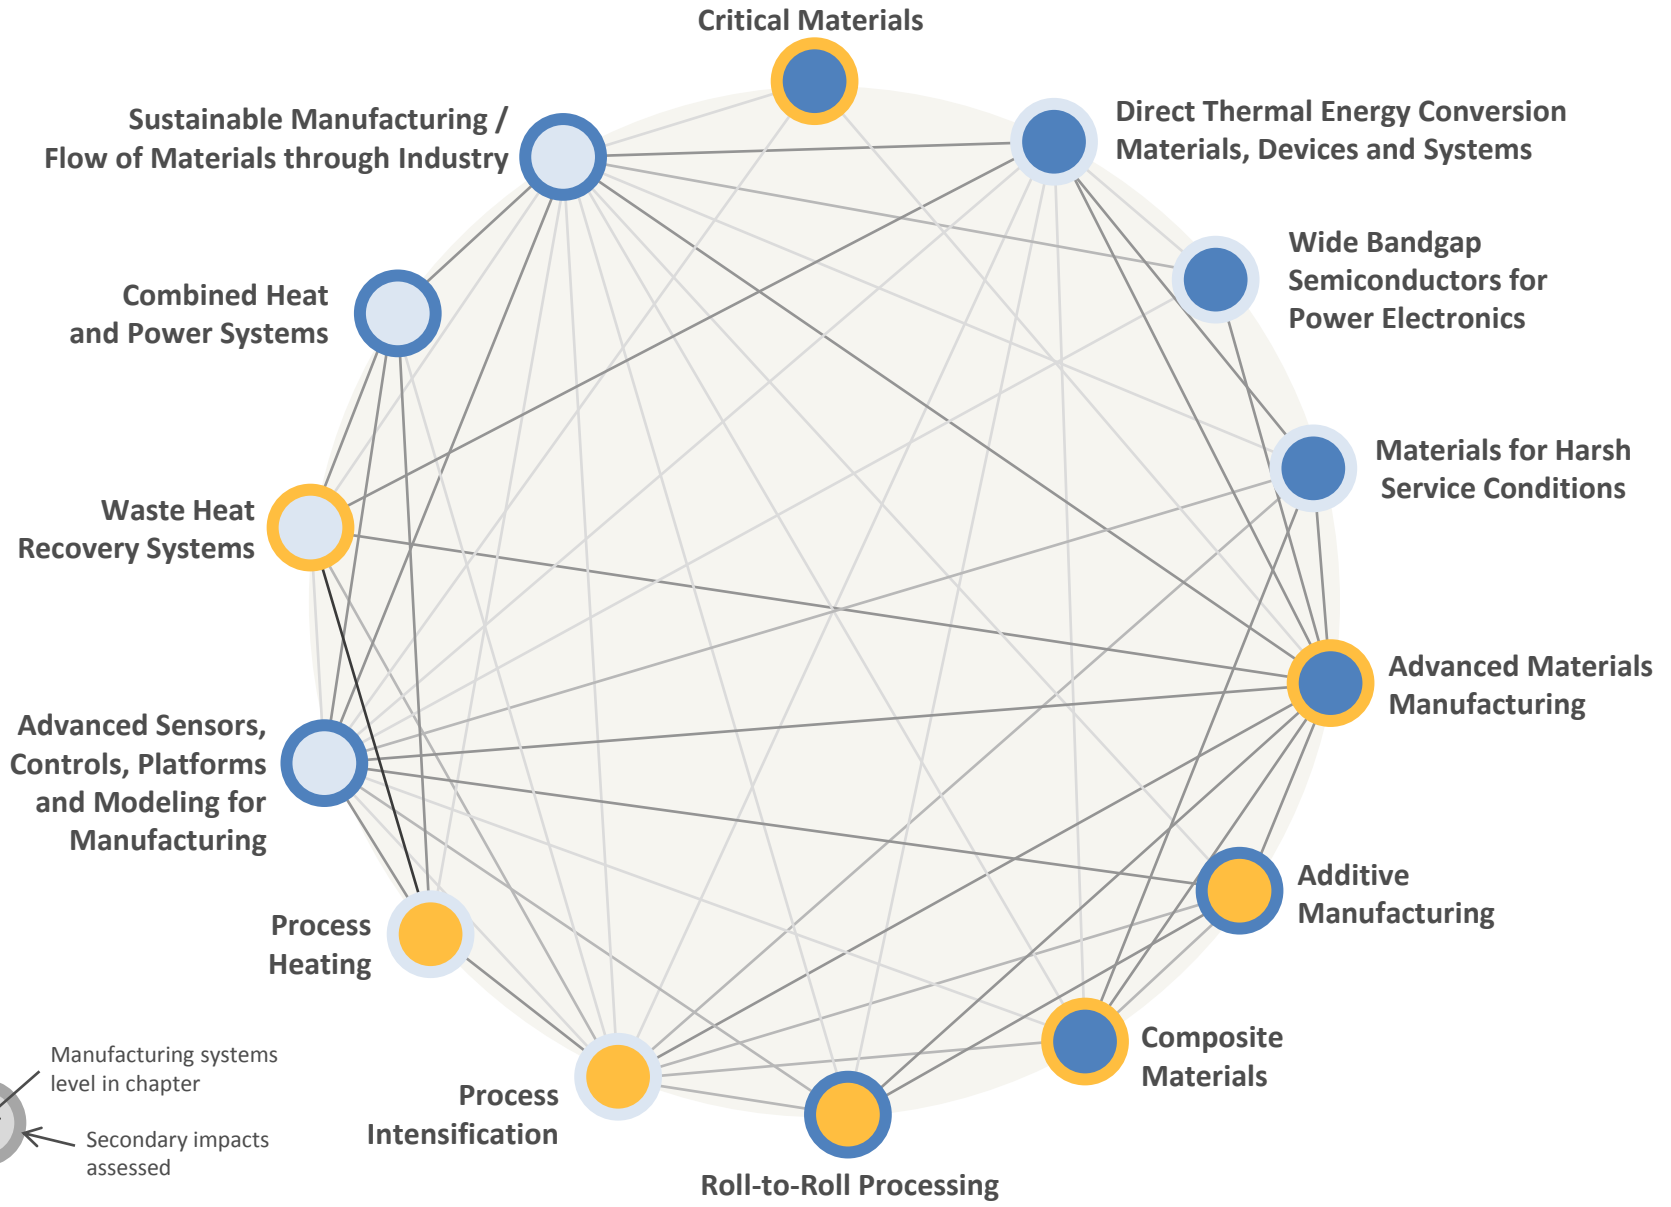 Critical Materials
Sustainable Manufacturing /
Flow of Materials through Industry
Direct Thermal Energy Conversion
Materials, Devices and Systems
Wide Bandgap
Semiconductors for
Power Electronics
Combined Heat
and Power Systems
Materials for Harsh
Service Conditions
Waste Heat
Recovery Systems
Advanced Materials
Manufacturing
Advanced Sensors,
Controls, Platforms
and Modeling for
Manufacturing
Additive
Manufacturing
Process
Heating
Composite
Materials
Process
Intensification
Roll-to-Roll Processing
Manufacturing systems
level in chapter
Secondary impacts
assessed